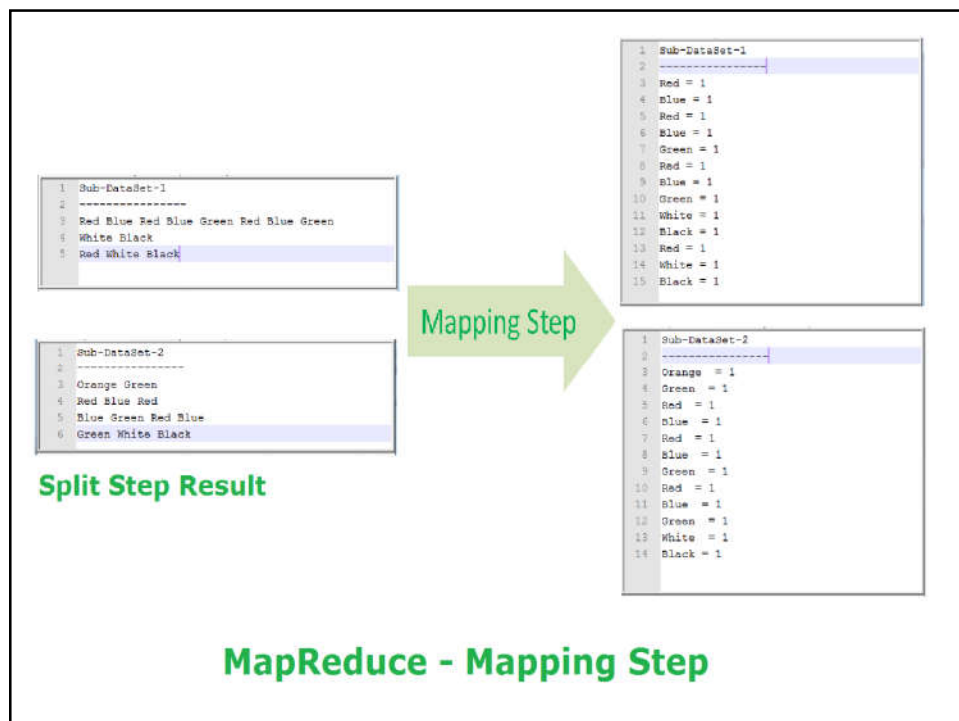 1 Sub-DataSet-1
2 ----------------
3 Red Blue Red Blue Green Red Blue Green
4 White Black
5 Red White Black
1 Sub-DataSet-2
2 ----------------
3 Orange Green
4 Red Blue Red
5 Blue Green Red Blue
6 Green White Black
Split Step Result
Mapping Step
1 Sub-DataSet-1
2 ----------------
3 Red = 1
4 Blue = 1
5 Red = 1
6 Blue = 1
7 Green = 1
8 Red = 1
9 Blue = 1
10 Green = 1
11 White = 1
12 Black = 1
13 Red = 1
14 White = 1
15 Black = 1
1 Sub-DataSet-2
2 ----------------
3 Orange = 1
4 Green = 1
5 Red = 1
6 Blue = 1
7 Red = 1
8 Blue = 1
9 Green = 1
10 Red = 1
11 Blue = 1
12 Green = 1
13 White = 1
14 Black = 1
MapReduce - Mapping Step